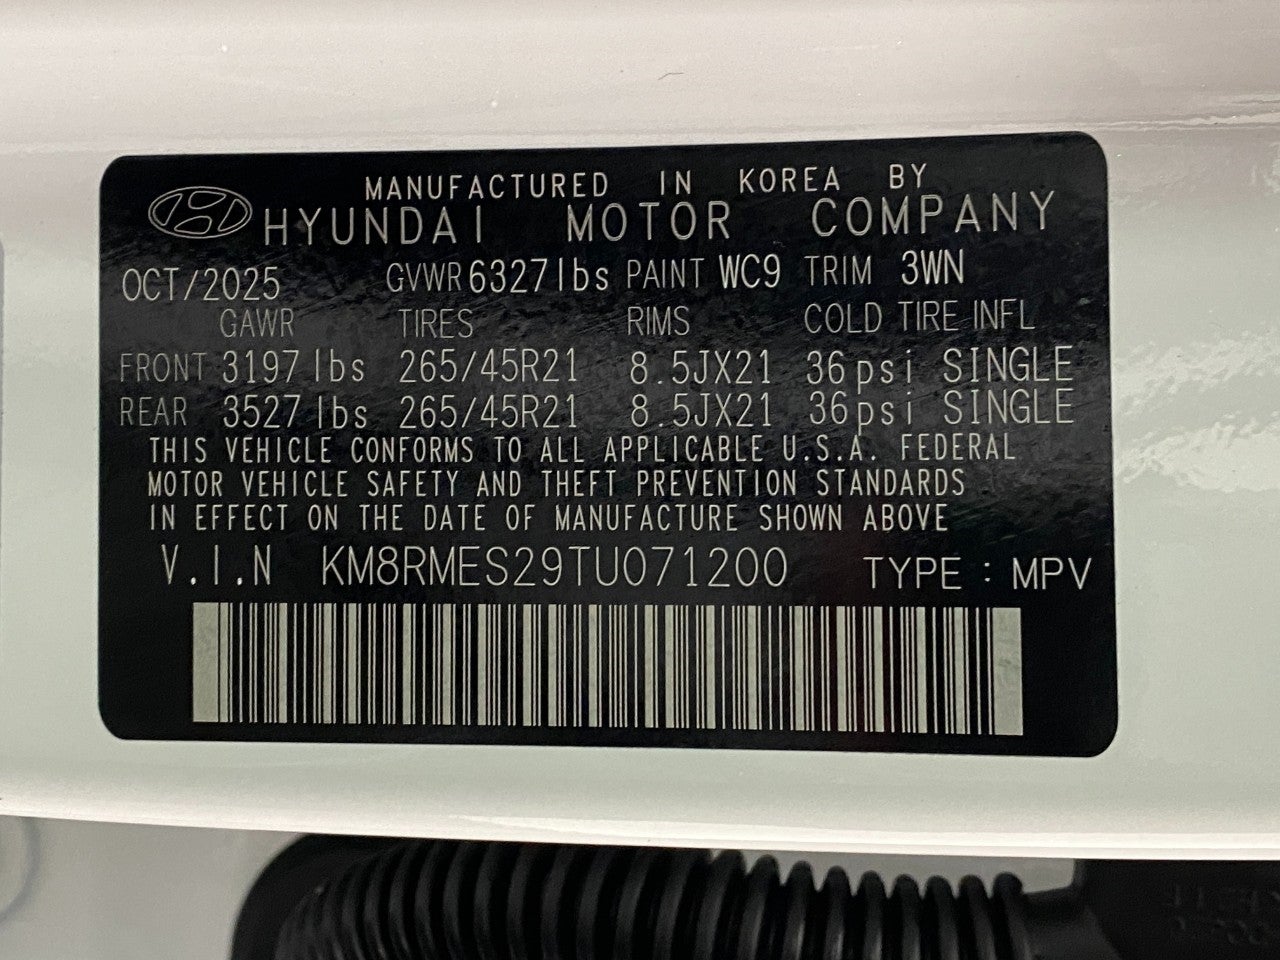 MANUFACTURED IN KOREA BY
HYUNDAI MOTOR COMPANY
OCT/2025 GVWR 6327lbs PAINT WC9 TRIM 3WN
GAWR TIRES RIMS COLD TIRE INFL
FRONT 3197lbs 265/45R21 8.5JX21 36psi SINGLE
REAR 3527lbs 265/45R21 8.5JX21 36psi SINGLE
THIS VEHICLE CONFORMS TO ALL APPLICABLE U.S.A. FEDERAL
MOTOR VEHICLE SAFETY AND THEFT PREVENTION STANDARDS
IN EFFECT ON THE DATE OF MANUFACTURE SHOWN ABOVE
V.I.N KM8RMES29TU071200 TYPE : MPV